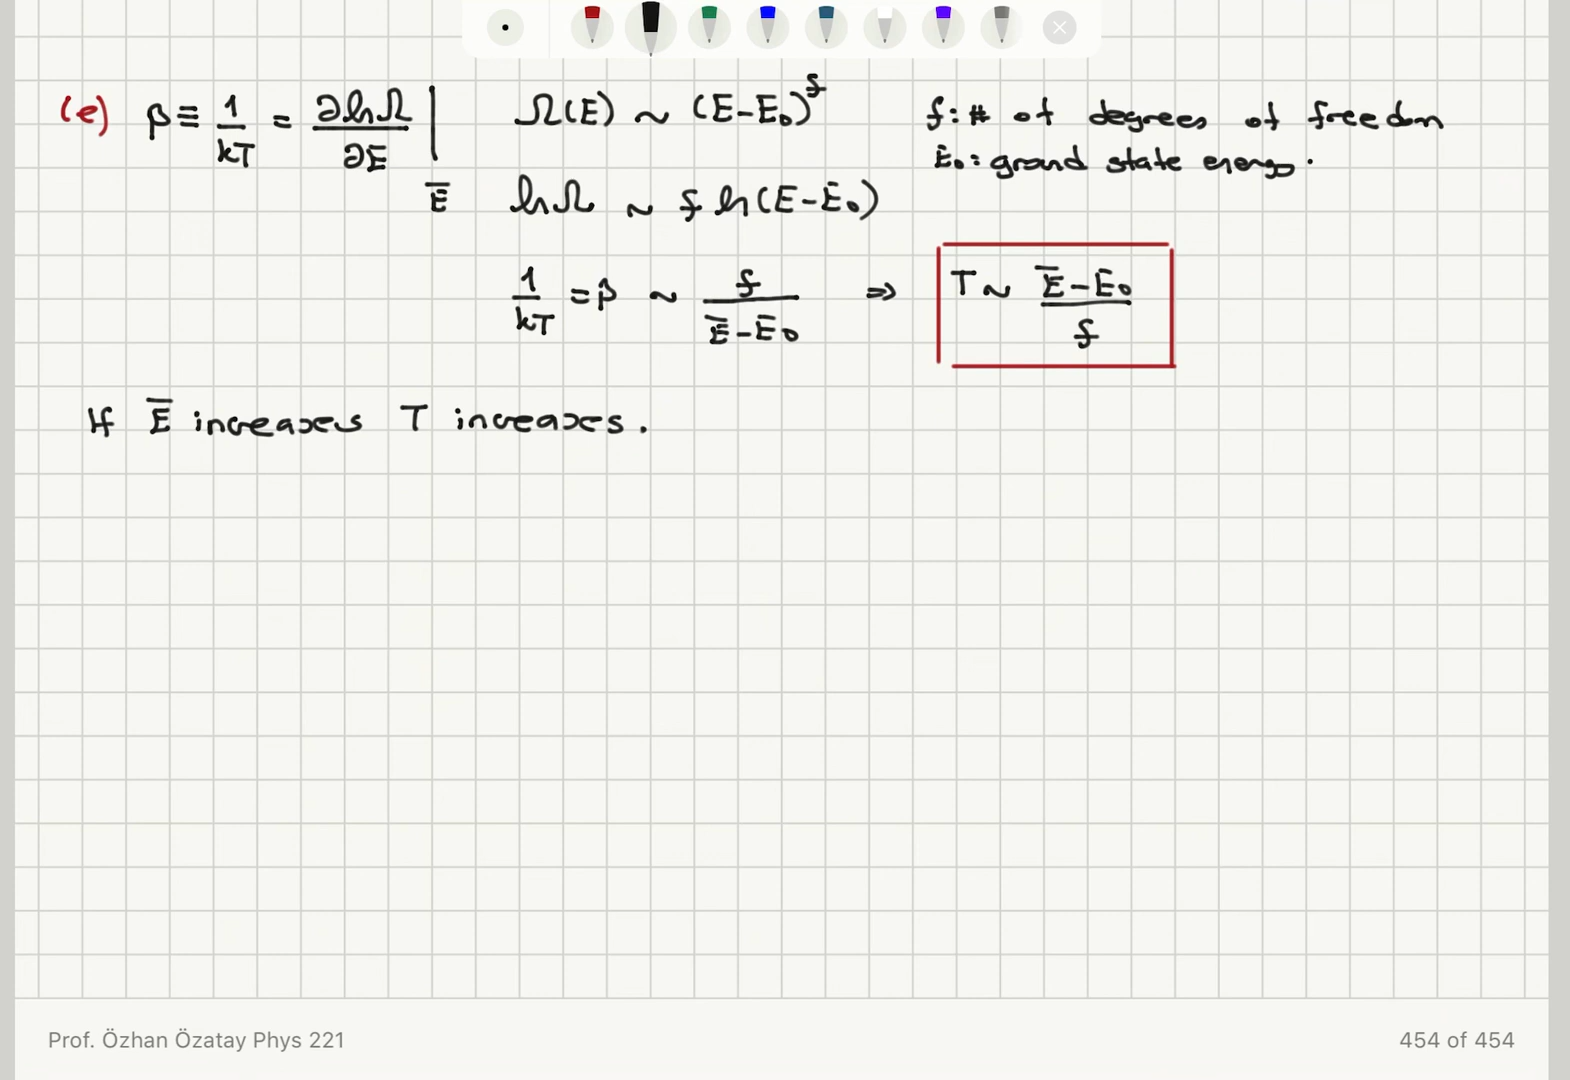 (e) β ≡ 1/kT = ∂lnΩ/∂E |_Ē Ω(E) ~ (E-E₀)^f f: # of degrees of freedom
E₀: ground state energy.
lnΩ ~ f ln(E-E₀)
1/kT = β ~ f/(Ē-E₀) ⇒ T ~ (Ē-E₀)/f
If Ē increases T increases.
Prof. Özhan Özatay Phys 221
454 of 454